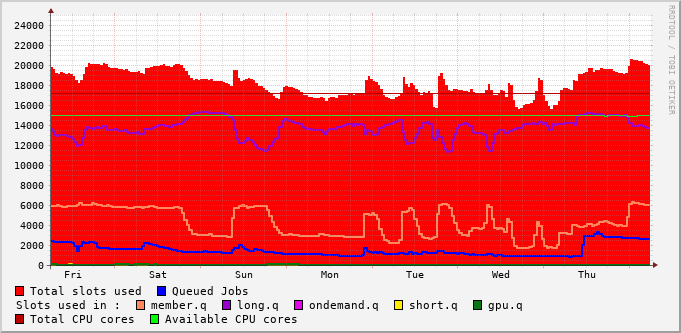 24000
22000
20000
18000
16000
14000
12000
10000
8000
6000
4000
2000
0
Fri Sat Sun Mon Tue Wed Thu
RRDTOOL / TOBI OETIKER
Total slots used Queued Jobs
Slots used in : member.q long.q ondemand.q short.q gpu.q
Total CPU cores Available CPU cores